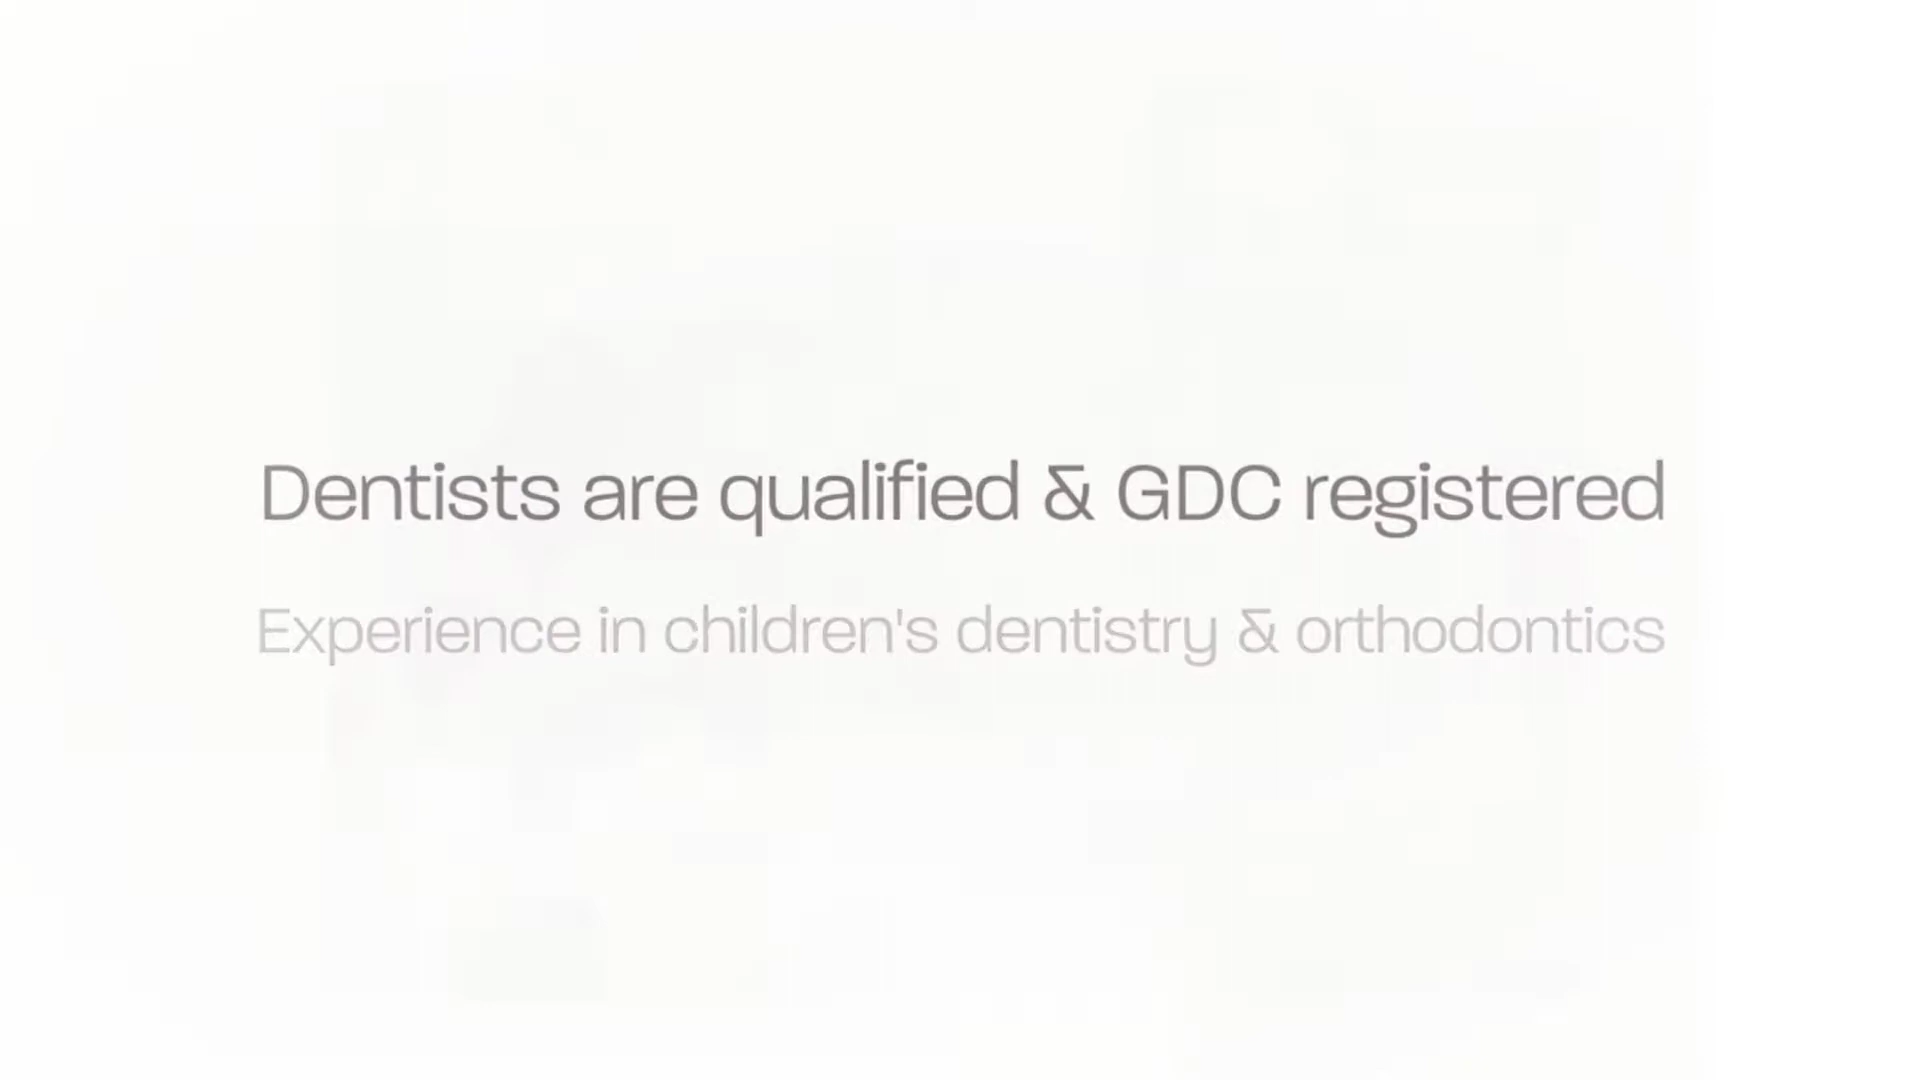 Dentists are qualified & GDC registered
Experience in children's dentistry & orthodontics